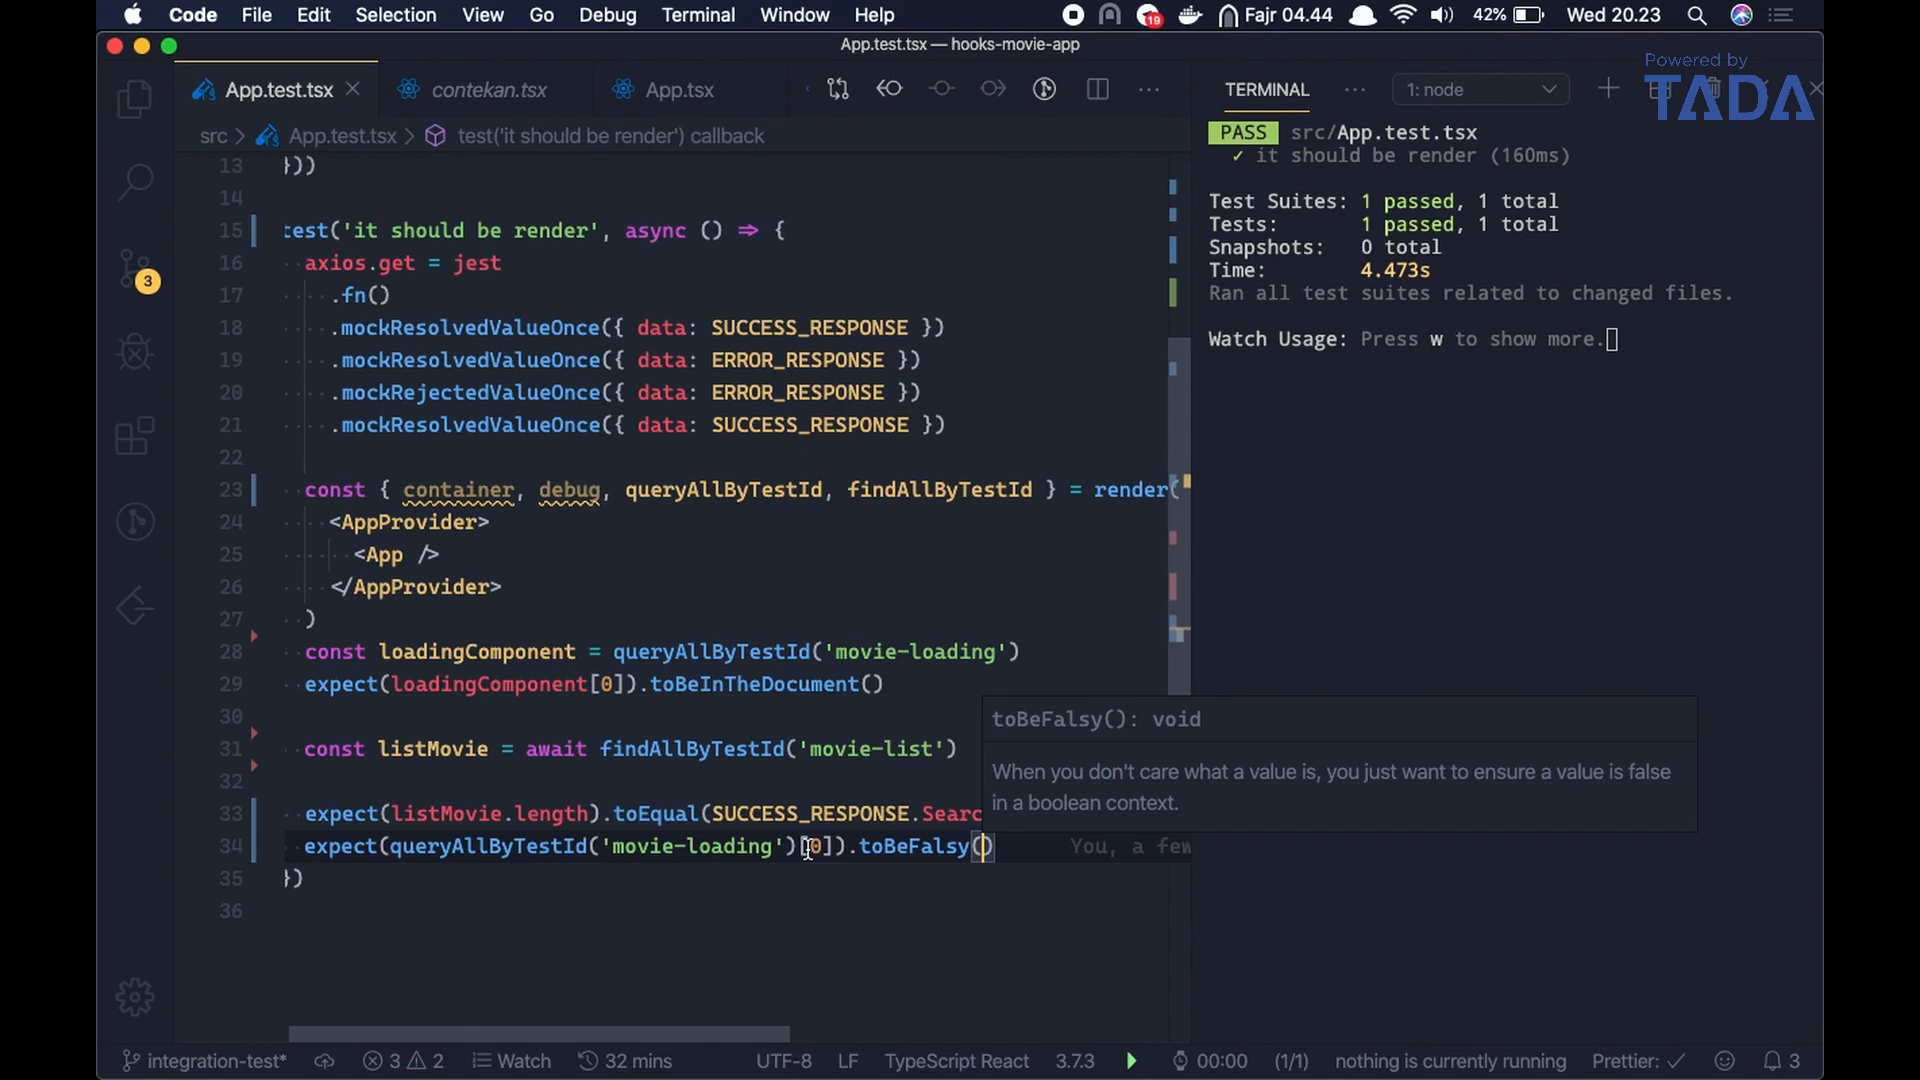 Code File Edit Selection View Go Debug Terminal Window Help 19 Fajr 04.44 42% Wed 20.23
App.test.tsx — hooks-movie-app
Powered by
TADA
App.test.tsx contekan.tsx App.tsx
src > App.test.tsx > test('it should be render') callback
13 }))
14
15 test('it should be render', async () => {
16 axios.get = jest
17 .fn()
18 .mockResolvedValueOnce({ data: SUCCESS_RESPONSE })
19 .mockResolvedValueOnce({ data: ERROR_RESPONSE })
20 .mockRejectedValueOnce({ data: ERROR_RESPONSE })
21 .mockResolvedValueOnce({ data: SUCCESS_RESPONSE })
22
23 const { container, debug, queryAllByTestId, findAllByTestId } = render(
24 <AppProvider>
25 <App />
26 </AppProvider>
27 )
28 const loadingComponent = queryAllByTestId('movie-loading')
29 expect(loadingComponent[0]).toBeInTheDocument()
30
31 const listMovie = await findAllByTestId('movie-list')
32
33 expect(listMovie.length).toEqual(SUCCESS_RESPONSE.Searc
34 expect(queryAllByTestId('movie-loading')[0]).toBeFalsy() You, a few
35 })
36
toBeFalsy(): void
When you don't care what a value is, you just want to ensure a value is false
in a boolean context.
TERMINAL 1: node
PASS src/App.test.tsx
✓ it should be render (160ms)
Test Suites: 1 passed, 1 total
Tests: 1 passed, 1 total
Snapshots: 0 total
Time: 4.473s
Ran all test suites related to changed files.
Watch Usage: Press w to show more.
3
integration-test* 3 2 Watch 32 mins UTF-8 LF TypeScript React 3.7.3 00:00 (1/1) nothing is currently running Prettier: ✓ 3